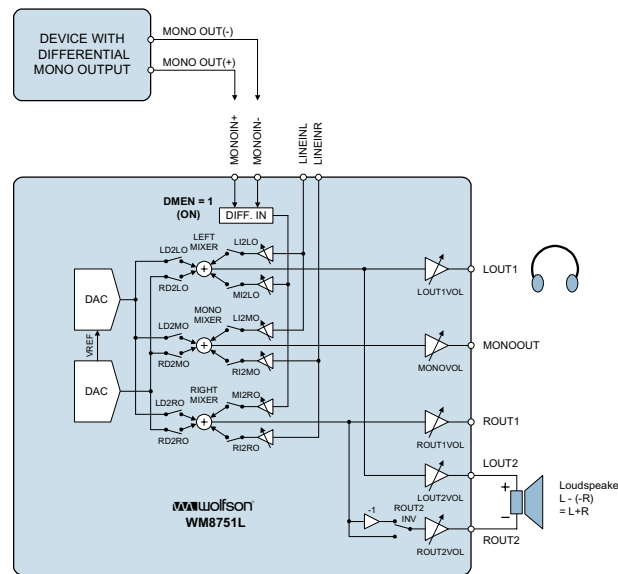 DEVICE WITH
DIFFERENTIAL
MONO OUTPUT
MONO OUT(-)
MONO OUT(+)
MONOIN+
MONOIN-
LINEINL
LINEINR
DMEN = 1
(ON)
DIFF. IN
LEFT
MIXER
LD2LO
RD2LO
LI2LO
MI2LO
LOUT1VOL
LOUT1
DAC
VREF
DAC
MONO
MIXER
LD2MO
RD2MO
LI2MO
RI2MO
MONOVOL
MONOOUT
RIGHT
MIXER
LD2RO
RD2RO
MI2RO
RI2RO
ROUT1VOL
ROUT1
LOUT2
LOUT2VOL
+
−
Loudspeake
L - (-R)
= L+R
-1
ROUT2
INV
ROUT2VOL
ROUT2
wolfson
WM8751L